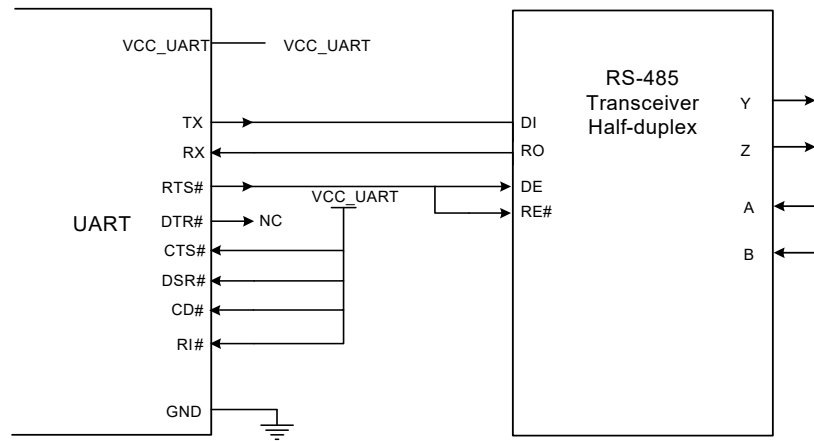 VCC_UART VCC_UART
RS-485
Transceiver
Half-duplex
Y
TX DI
RX RO Z
RTS# DE
VCC_UART
A
RE#
UART DTR# NC
CTS# B
DSR#
CD#
RI#
GND